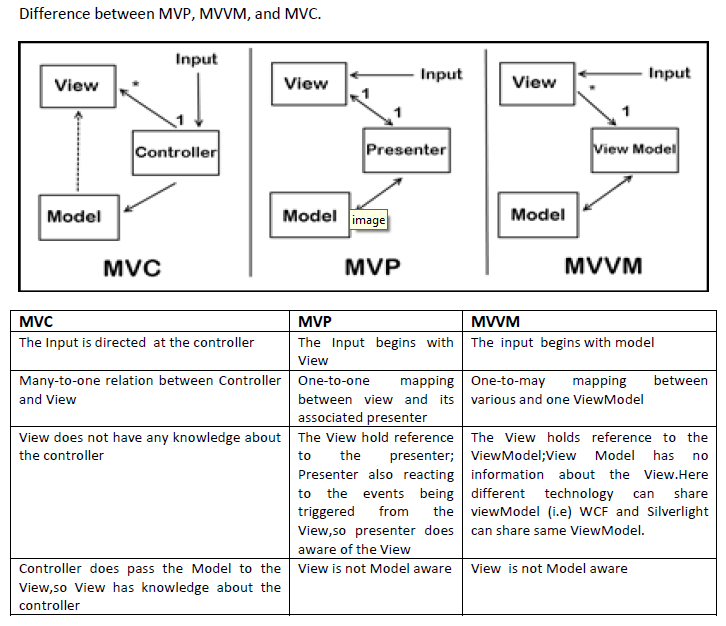 Difference between MVP, MVVM, and MVC.
Input
View
*
1
Controller
Model
MVC
Input
View
1
1
Presenter
Model
image
MVP
Input
View
*
1
View Model
Model
MVVM
MVC
The Input is directed at the controller
Many-to-one relation between Controller
and View
View does not have any knowledge about
the controller
Controller does pass the Model to the
View,so View has knowledge about the
controller
MVP
The Input begins with
View
One-to-one mapping
between view and its
associated presenter
The View hold reference
to the presenter;
Presenter also reacting
to the events being
triggered from the
View,so presenter does
aware of the View
View is not Model aware
MVVM
The input begins with model
One-to-may mapping between
various and one ViewModel
The View holds reference to the
ViewModel;View Model has no
information about the View.Here
different technology can share
viewModel (i.e) WCF and Silverlight
can share same ViewModel.
View is not Model aware